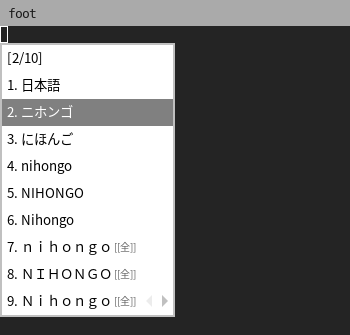 foot
[2/10]
1. 日本語
2. ニホンゴ
3. にほんご
4. nihongo
5. NIHONGO
6. Nihongo
7. ｎｉｈｏｎｇｏ [[全]]
8. ＮＩＨＯＮＧＯ [[全]]
9. Ｎｉｈｏｎｇｏ [[全]]